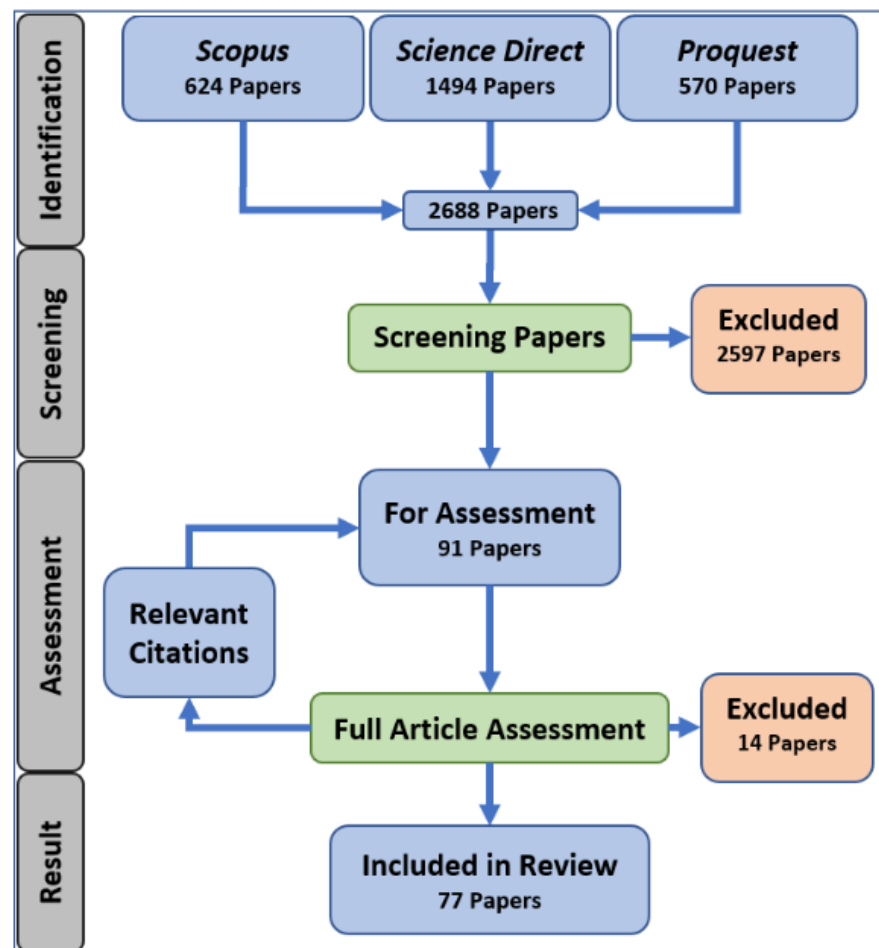 Identification
Scopus
624 Papers
Science Direct
1494 Papers
Proquest
570 Papers
2688 Papers
Screening
Screening Papers
Excluded
2597 Papers
Assessment
For Assessment
91 Papers
Relevant
Citations
Full Article Assessment
Excluded
14 Papers
Result
Included in Review
77 Papers